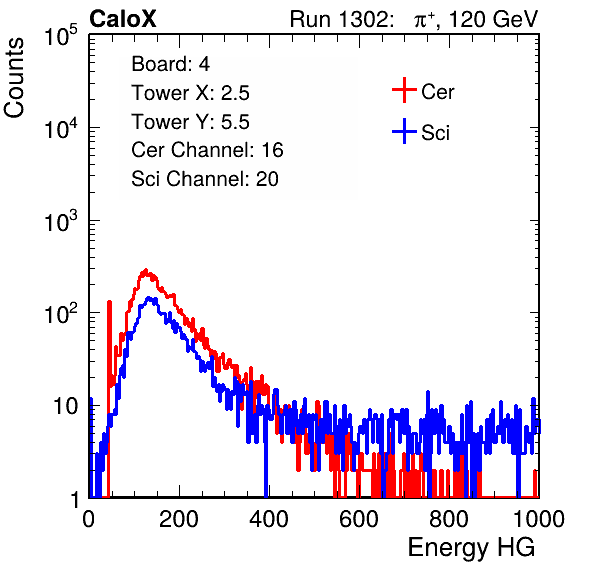 CaloX Run 1302: π⁺, 120 GeV
Counts
10⁵
10⁴
10³
10²
10
1
Board: 4
Tower X: 2.5
Tower Y: 5.5
Cer Channel: 16
Sci Channel: 20
Cer
Sci
0 200 400 600 800 1000
Energy HG